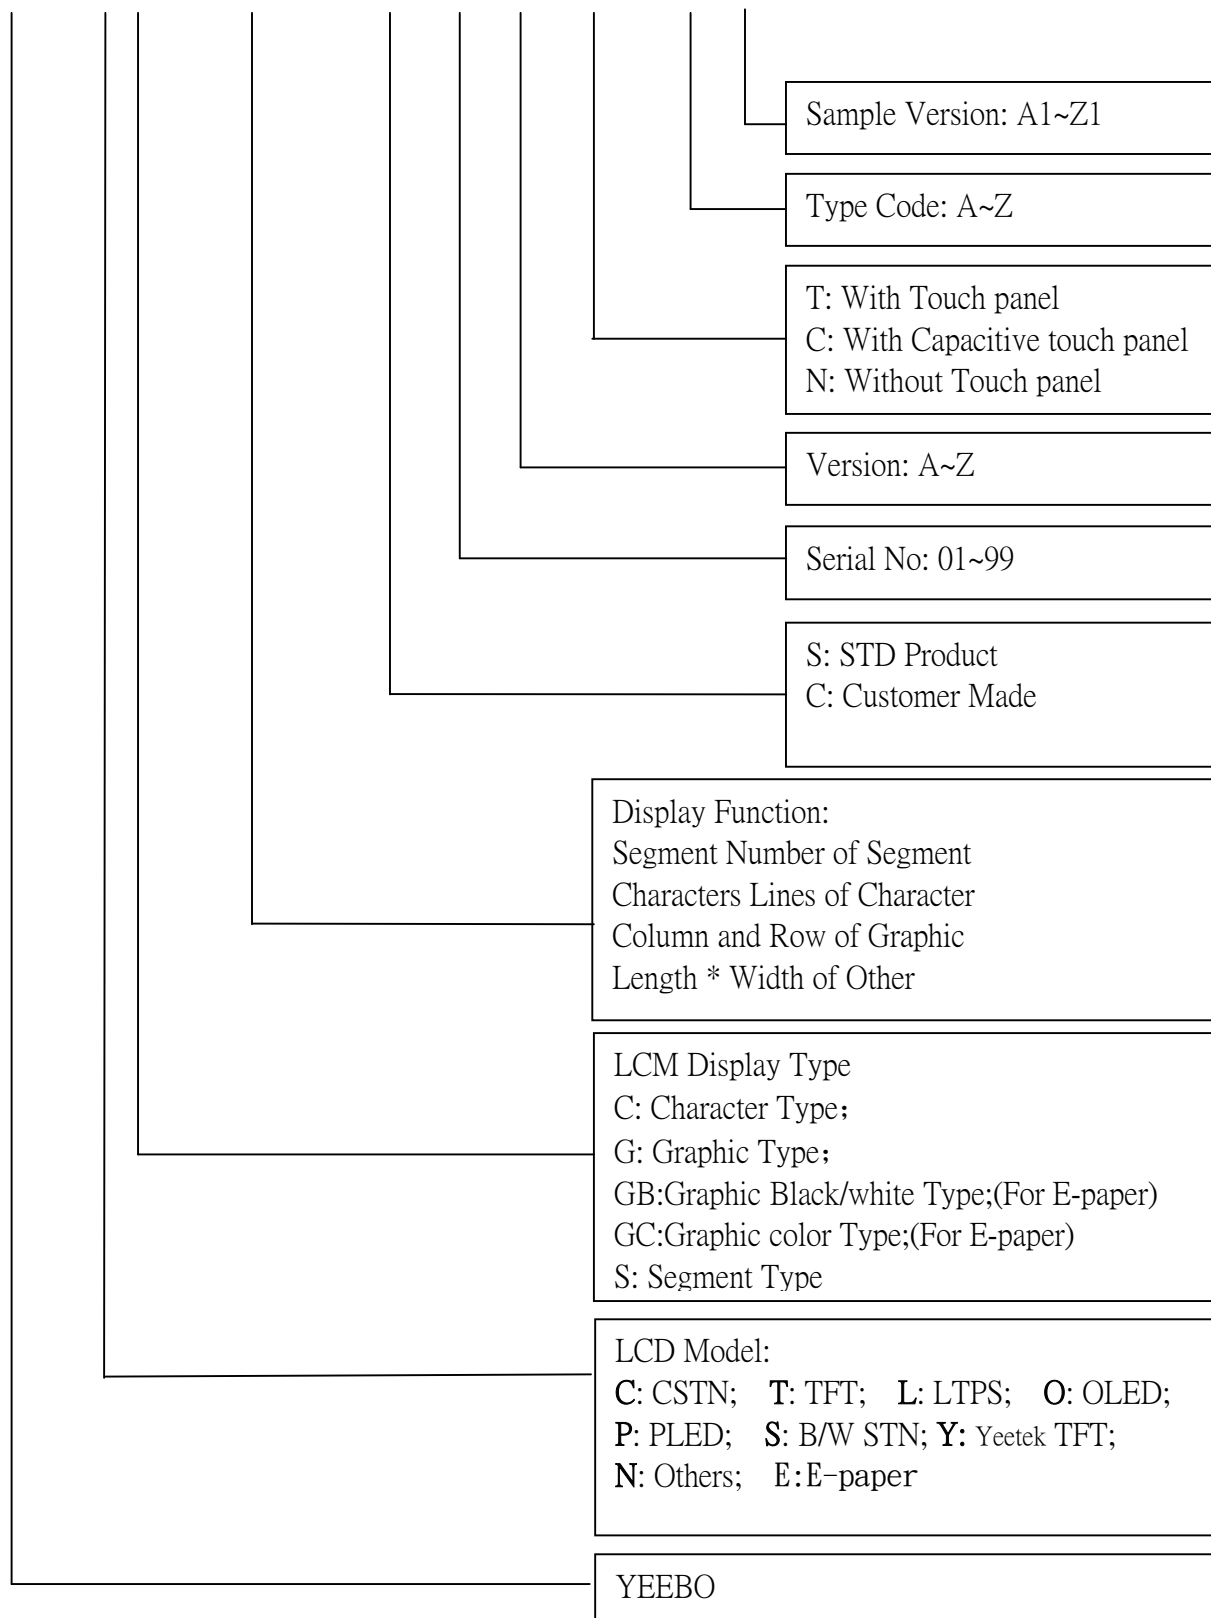 Sample Version: A1~Z1
Type Code: A~Z
T: With Touch panel
C: With Capacitive touch panel
N: Without Touch panel
Version: A~Z
Serial No: 01~99
S: STD Product
C: Customer Made
Display Function:
Segment Number of Segment
Characters Lines of Character
Column and Row of Graphic
Length * Width of Other
LCM Display Type
C: Character Type；
G: Graphic Type；
GB:Graphic Black/white Type;(For E-paper)
GC:Graphic color Type;(For E-paper)
S: Segment Type
LCD Model:
C: CSTN; T: TFT; L: LTPS; O: OLED;
P: PLED; S: B/W STN; Y: Yeetek TFT;
N: Others; E:E-paper
YEEBO